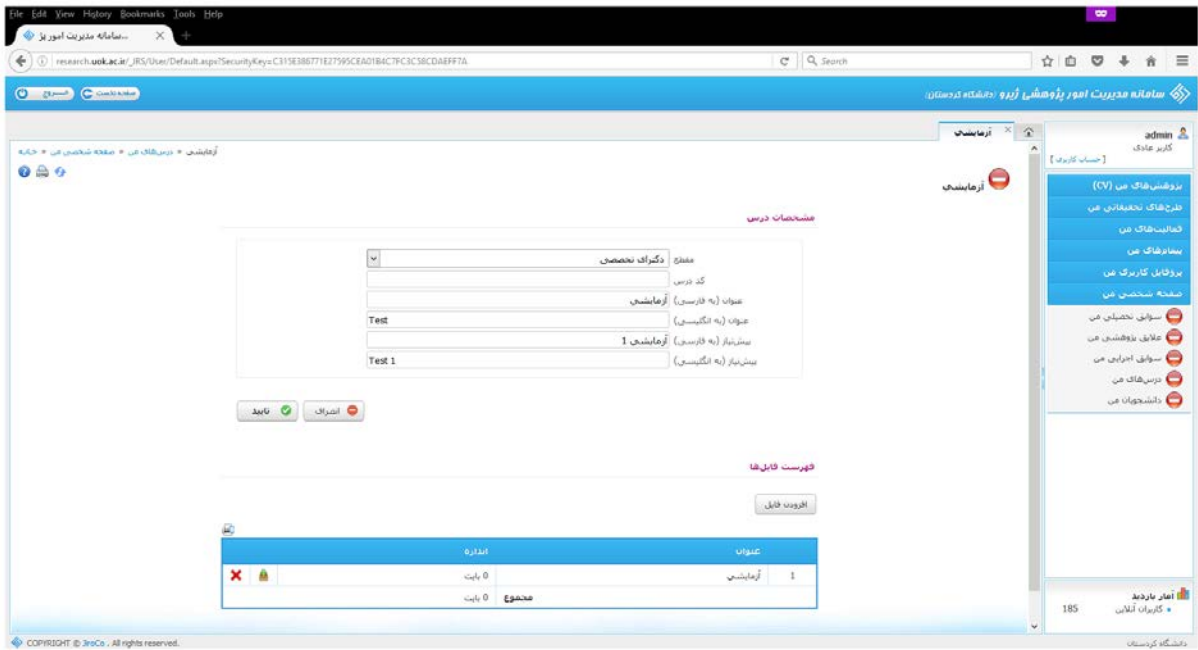 File Edit View History Bookmarks Tools Help
سامانه مدیریت امور پژ...
research.uok.ac.ir/_JRS/User/Default.aspx?SecurityKey=C315E386771E27595CEA01B4C7FC3C58CDAEFF7A
Search
سامانه مدیریت امور پژوهشی ژیرو (دانشگاه کردستان)
صفحه نخست
خـــــروج
آزمایشی
admin
کاربر عادی
[حساب کاربری]
خانه » صفحه شخصی من » درس‌های من » آزمایشی
پژوهش‌های من (CV)
طرح‌های تحقیقاتی من
فعالیت‌های من
پیغام‌های من
پروفایل کاربری من
صفحه شخصی من
سوابق تحصیلی من
علایق پژوهشی من
سوابق اجرایی من
درس‌های من
دانشجویان من
آزمایشی
مشخصات درس
مقطع دکترای تخصصی
کد درس
عنوان (به فارسی) آزمایشی
عنوان (به انگلیسی) Test
پیش‌نیاز (به فارسی) آزمایشی 1
پیش‌نیاز (به انگلیسی) Test 1
انصراف
تایید
فهرست فایل‌ها
افزودن فایل
عنوان اندازه
1 آزمایشی 0 بایت
مجموع 0 بایت
آمار بازدید
کاربران آنلاین 185
COPYRIGHT © JiroCo . All rights reserved.
دانشگاه کردستان